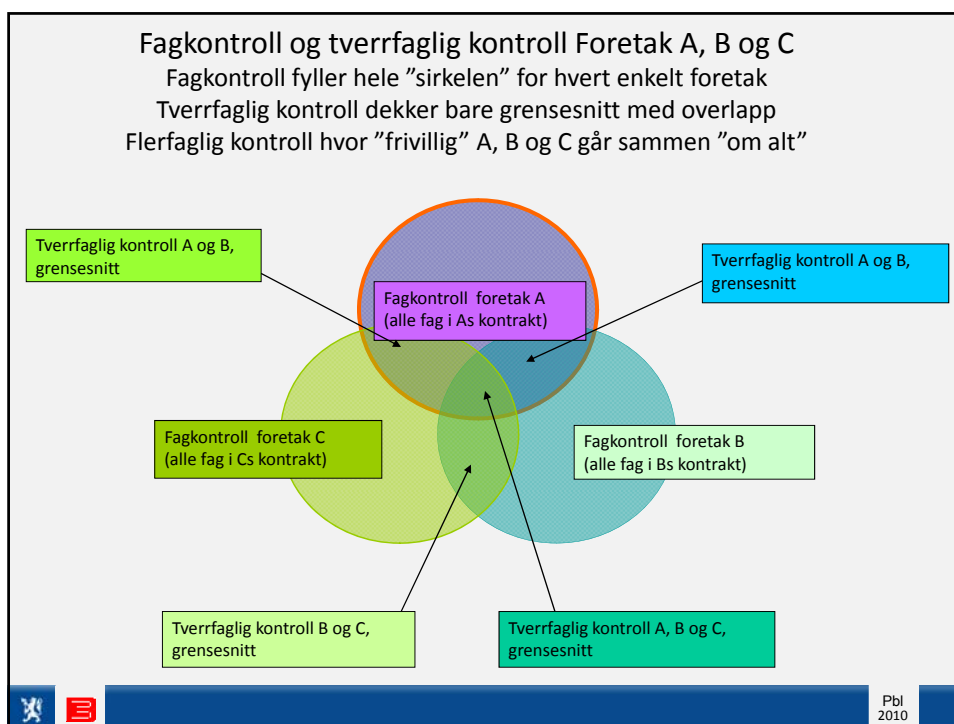 Fagkontroll og tverrfaglig kontroll Foretak A, B og C
Fagkontroll fyller hele ”sirkelen” for hvert enkelt foretak
Tverrfaglig kontroll dekker bare grensesnitt med overlapp
Flerfaglig kontroll hvor ”frivillig” A, B og C går sammen ”om alt”
Tverrfaglig kontroll A og B,
grensesnitt
Tverrfaglig kontroll A og B,
grensesnitt
Fagkontroll foretak A
(alle fag i As kontrakt)
Fagkontroll foretak C
(alle fag i Cs kontrakt)
Fagkontroll foretak B
(alle fag i Bs kontrakt)
Tverrfaglig kontroll B og C,
grensesnitt
Tverrfaglig kontroll A, B og C,
grensesnitt
Pbl
2010